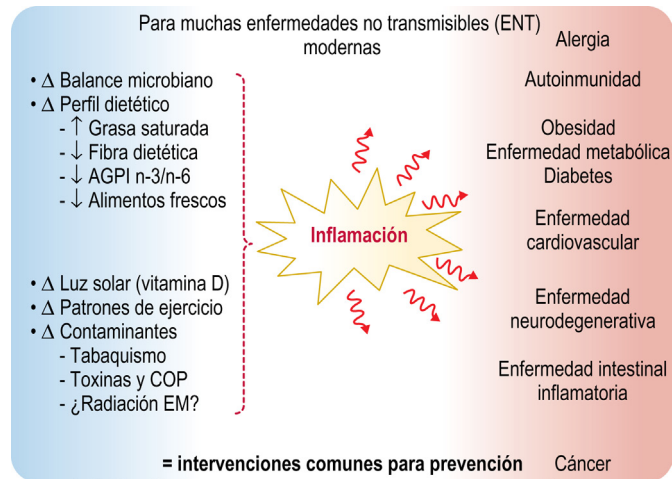 Para muchas enfermedades no transmisibles (ENT)
modernas
• Δ Balance microbiano
• Δ Perfil dietético
- ↑ Grasa saturada
- ↓ Fibra dietética
- ↓ AGPI n-3/n-6
- ↓ Alimentos frescos
• Δ Luz solar (vitamina D)
• Δ Patrones de ejercicio
• Δ Contaminantes
- Tabaquismo
- Toxinas y COP
- ¿Radiación EM?
Inflamación
Alergia
Autoinmunidad
Obesidad
Enfermedad metabólica
Diabetes
Enfermedad
cardiovascular
Enfermedad
neurodegenerativa
Enfermedad intestinal
inflamatoria
Cáncer
= intervenciones comunes para prevención